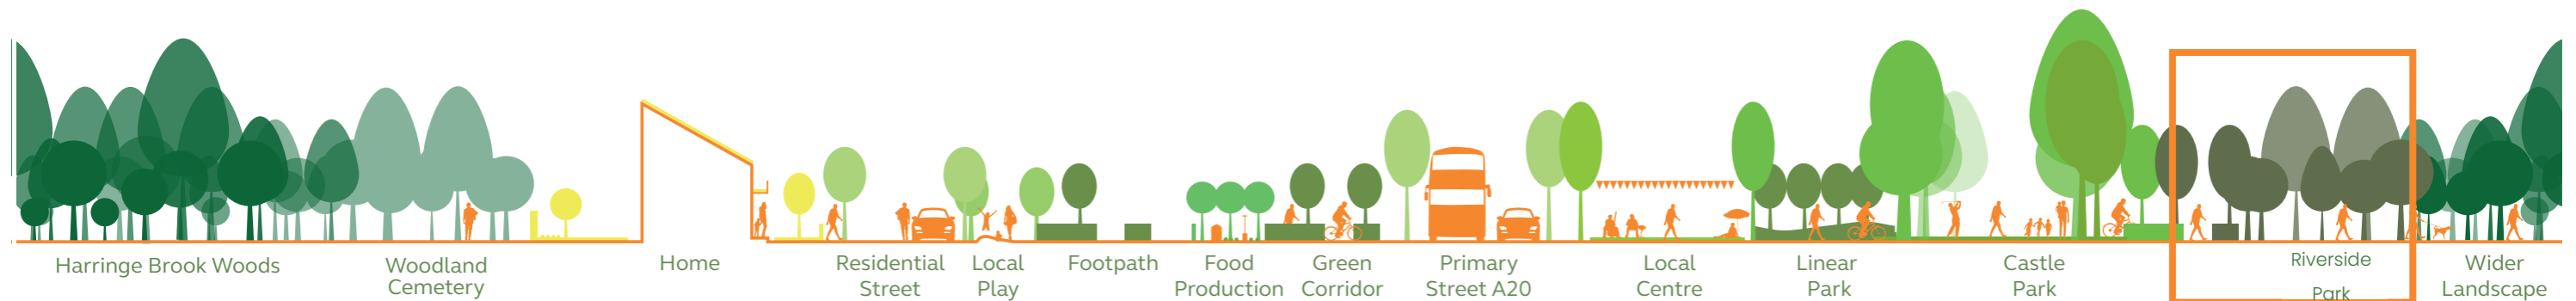 Harringe Brook Woods
Woodland
Cemetery
Home
Residential
Street
Local
Play
Footpath
Food
Production
Green
Corridor
Primary
Street A20
Local
Centre
Linear
Park
Castle
Park
Riverside
Park
Wider
Landscape